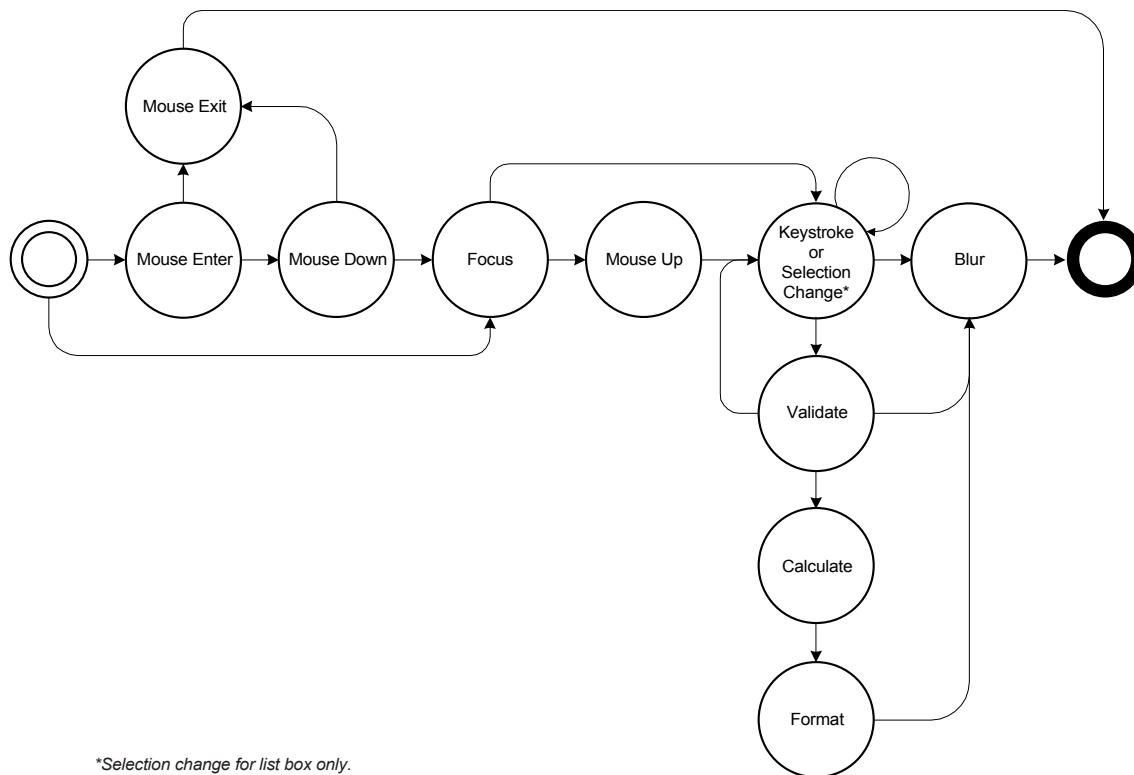 Mouse Exit
Mouse Enter
Mouse Down
Focus
Mouse Up
Keystroke
or
Selection
Change*
Blur
Validate
Calculate
Format
*Selection change for list box only.